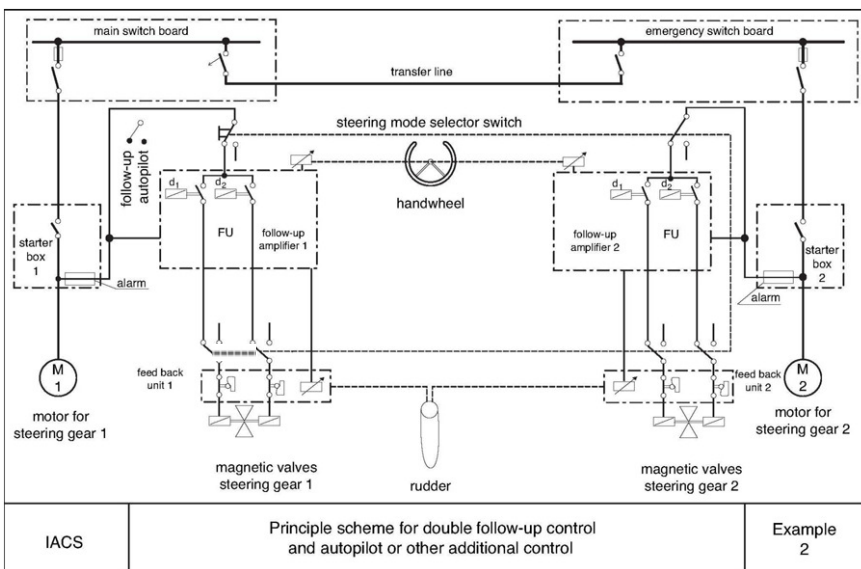 main switch board
emergency switch board
transfer line
steering mode selector switch
follow-up
autopilot
handwheel
d1
d2
FU
follow-up
amplifier 1
d1
d2
follow-up
amplifier 2
FU
starter
box
1
alarm
starter
box
2
alarm
M
1
motor for
steering gear 1
feed back
unit 1
feed back
unit 2
M
2
motor for
steering gear 2
magnetic valves
steering gear 1
rudder
magnetic valves
steering gear 2
IACS
Principle scheme for double follow-up control
and autopilot or other additional control
Example
2